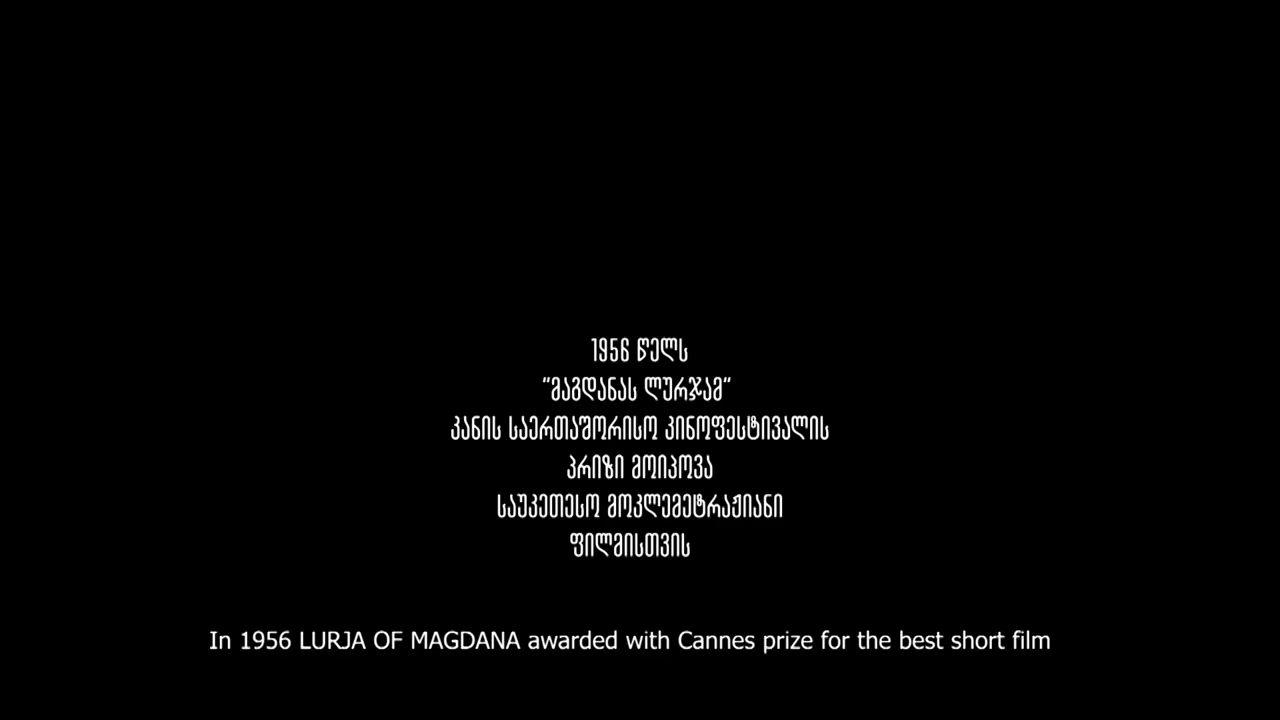 1956 წელს
"მაგდანას ლურჯამ"
კანის საერთაშორისო კინოფესტივალის
პრიზი მოიპოვა
საუკეთესო მოკლემეტრაჟიანი
ფილმისთვის
In 1956 LURJA OF MAGDANA awarded with Cannes prize for the best short film